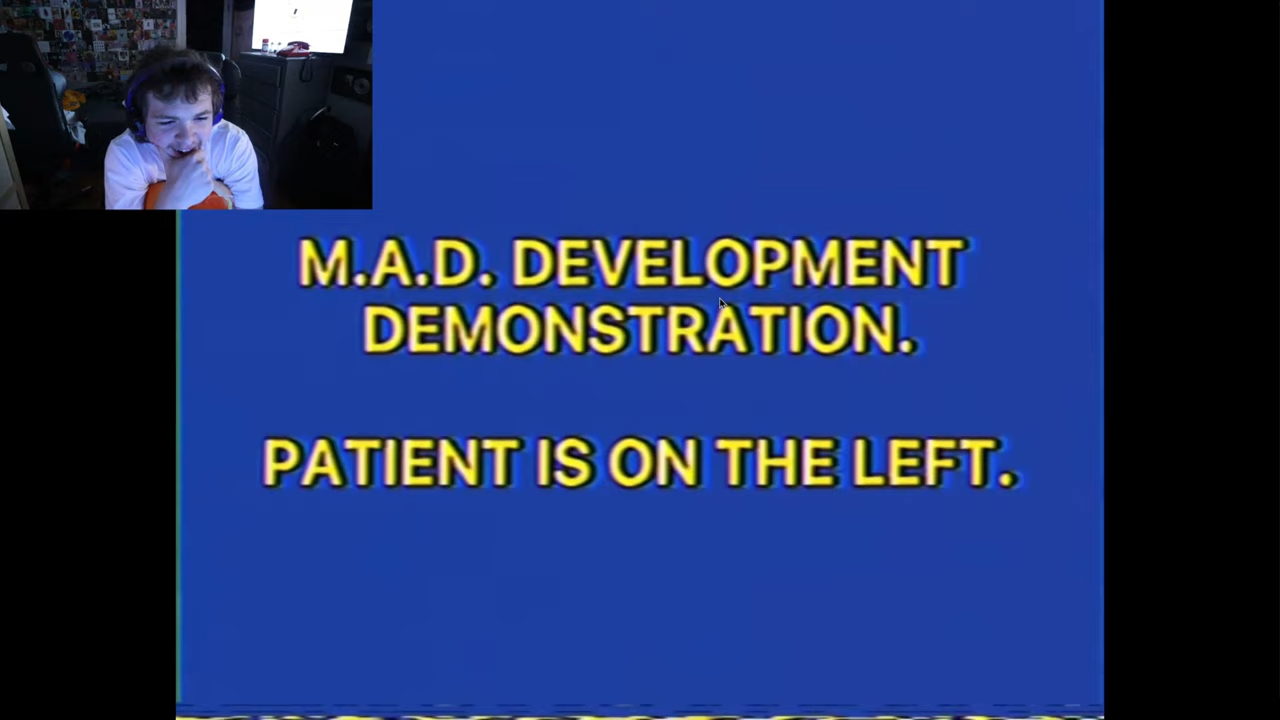 M.A.D. DEVELOPMENT
DEMONSTRATION.
PATIENT IS ON THE LEFT.